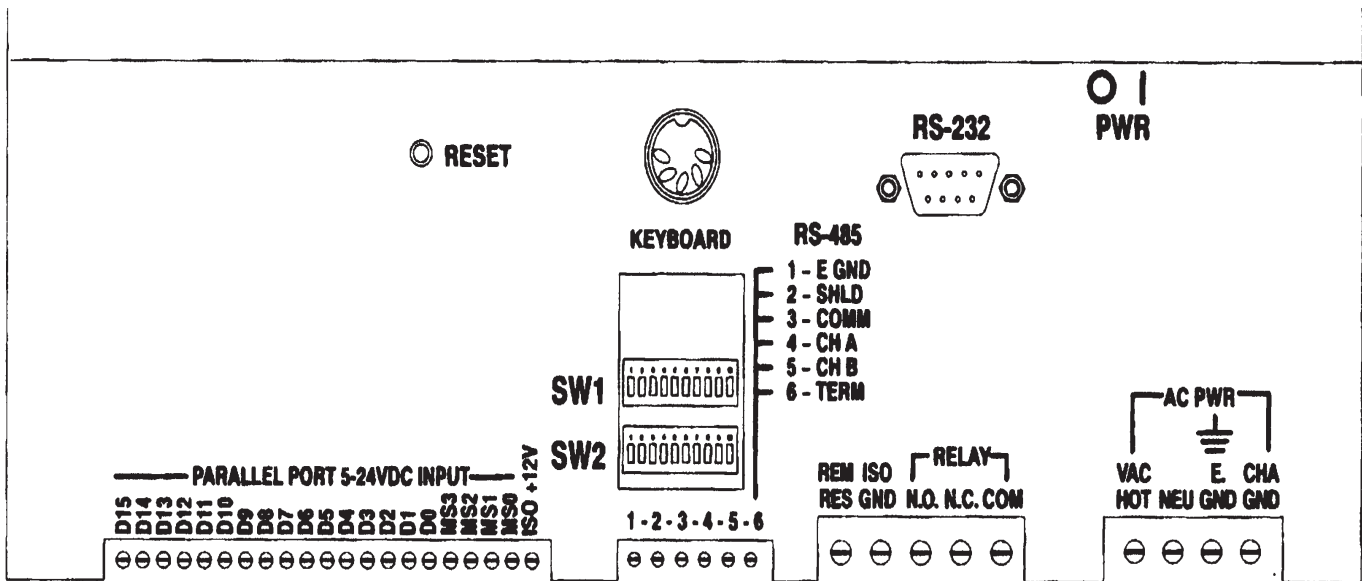 O I
PWR
RS-232
RESET
KEYBOARD
RS-485
1 - E GND
2 - SHLD
3 - COMM
4 - CH A
5 - CH B
6 - TERM
SW1
SW2
PARALLEL PORT 5-24VDC INPUT
D15
D14
D13
D12
D11
D10
D9
D8
D7
D6
D5
D4
D3
D2
D1
D0
MS3
MS2
MS1
MS0
ISO +12V
1 - 2 - 3 - 4 - 5 - 6
RELAY
REM ISO
RES GND N.O. N.C. COM
AC PWR
VAC E. CHA
HOT NEU GND GND